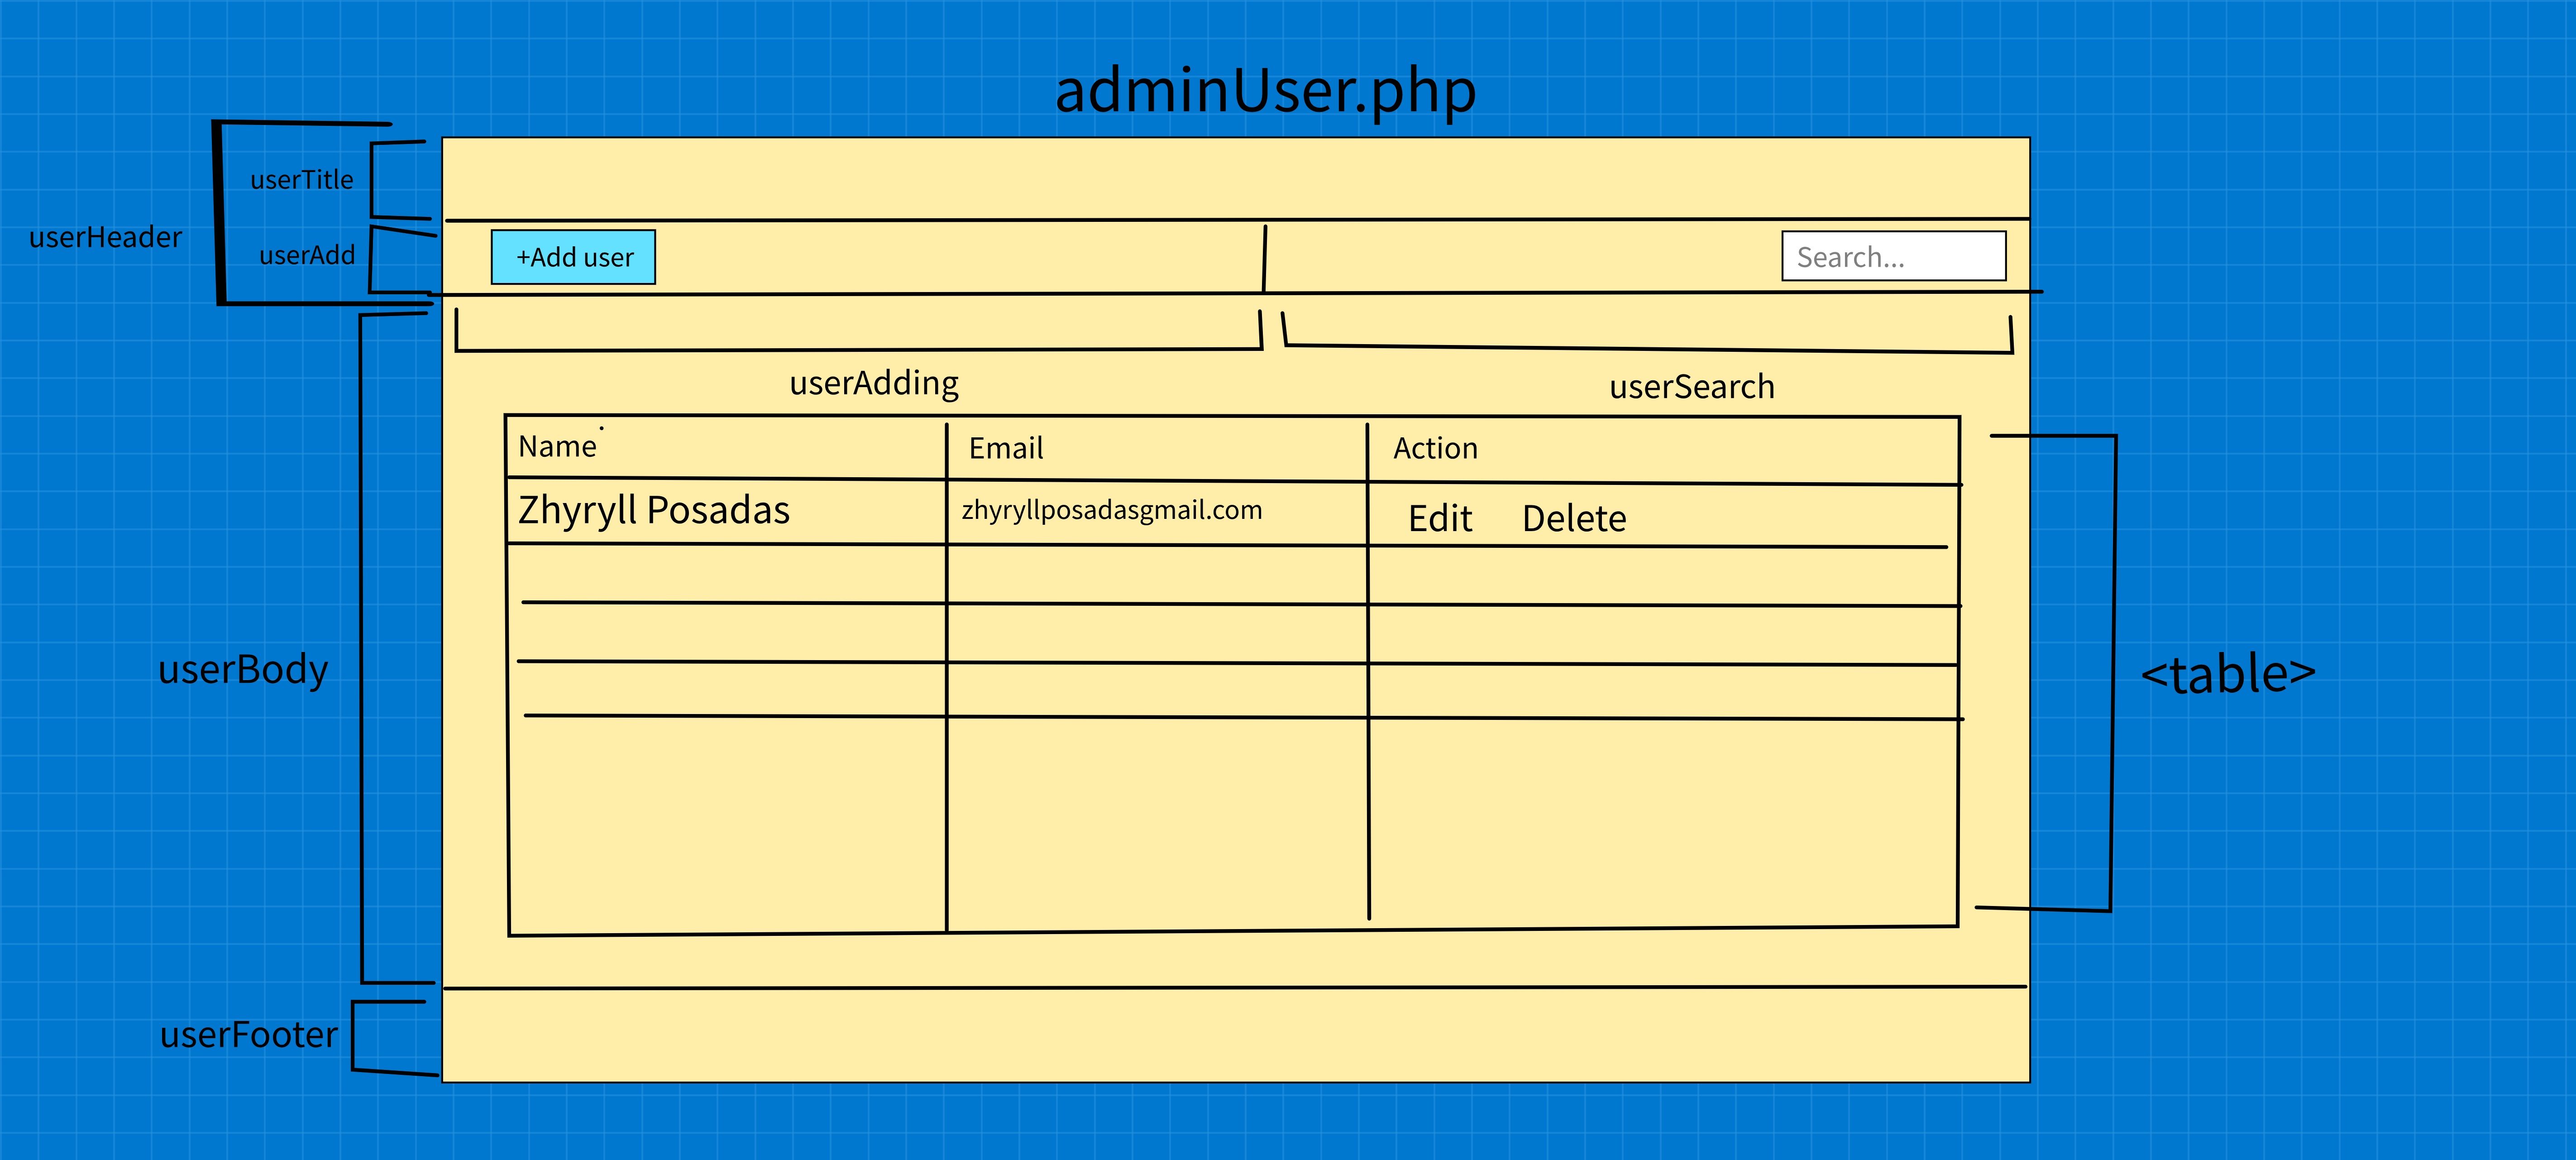 adminUser.php
userTitle
userHeader
userAdd
+Add user
Search...
userAdding
userSearch
Name
Email
Action
Zhyryll Posadas
zhyryllposadasgmail.com
Edit
Delete
userBody
<table>
userFooter